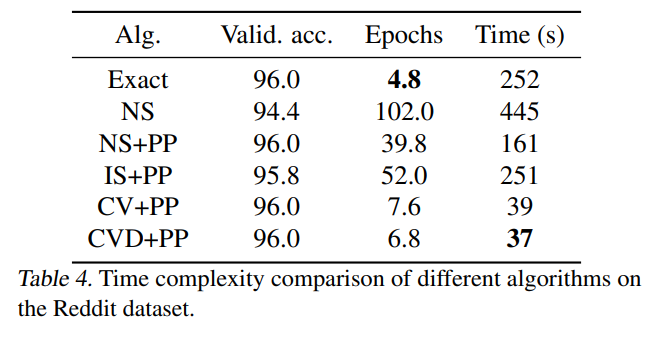 Alg. Valid. acc. Epochs Time (s)
Exact 96.0 4.8 252
NS 94.4 102.0 445
NS+PP 96.0 39.8 161
IS+PP 95.8 52.0 251
CV+PP 96.0 7.6 39
CVD+PP 96.0 6.8 37
Table 4. Time complexity comparison of different algorithms on
the Reddit dataset.